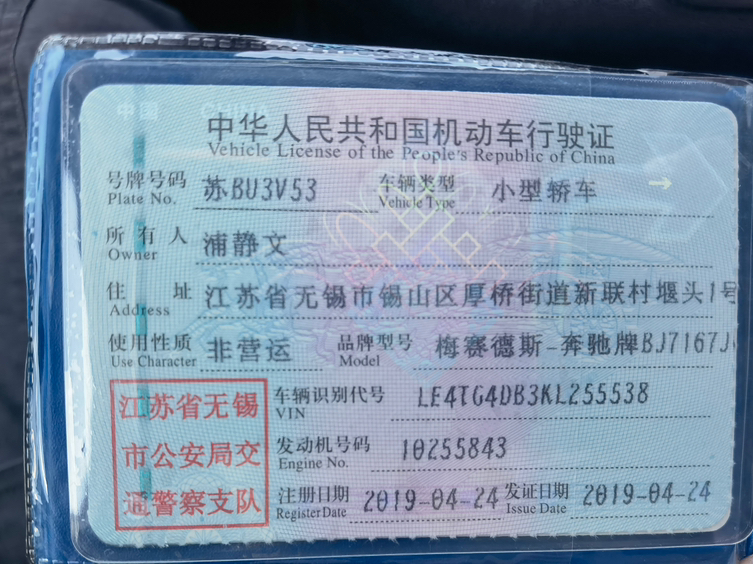 中华人民共和国机动车行驶证
Vehicle License of the People's Republic of China
号牌号码 Plate No. 苏BU3V53 车辆类型 Vehicle Type 小型轿车
所有人 Owner 浦静文
住址 Address 江苏省无锡市锡山区厚桥街道新联村堰头1号
使用性质 Use Character 非营运 品牌型号 Model 梅赛德斯-奔驰牌BJ7167J
江苏省无锡
市公安局交
通警察支队
车辆识别代号 VIN LE4TG4DB3KL255538
发动机号码 Engine No. 10255843
注册日期 Register Date 2019-04-24 发证日期 Issue Date 2019-04-24